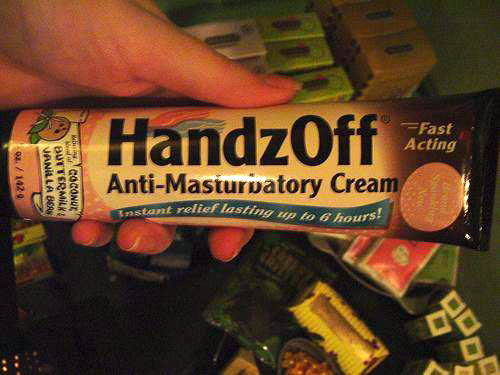 HandzOff®
Anti-Masturbatory Cream
Instant relief lasting up to 6 hours!
Fast
Acting
oz. / 142 g
COCONUT,
BUTTERMILK &
VANILLA BEAN